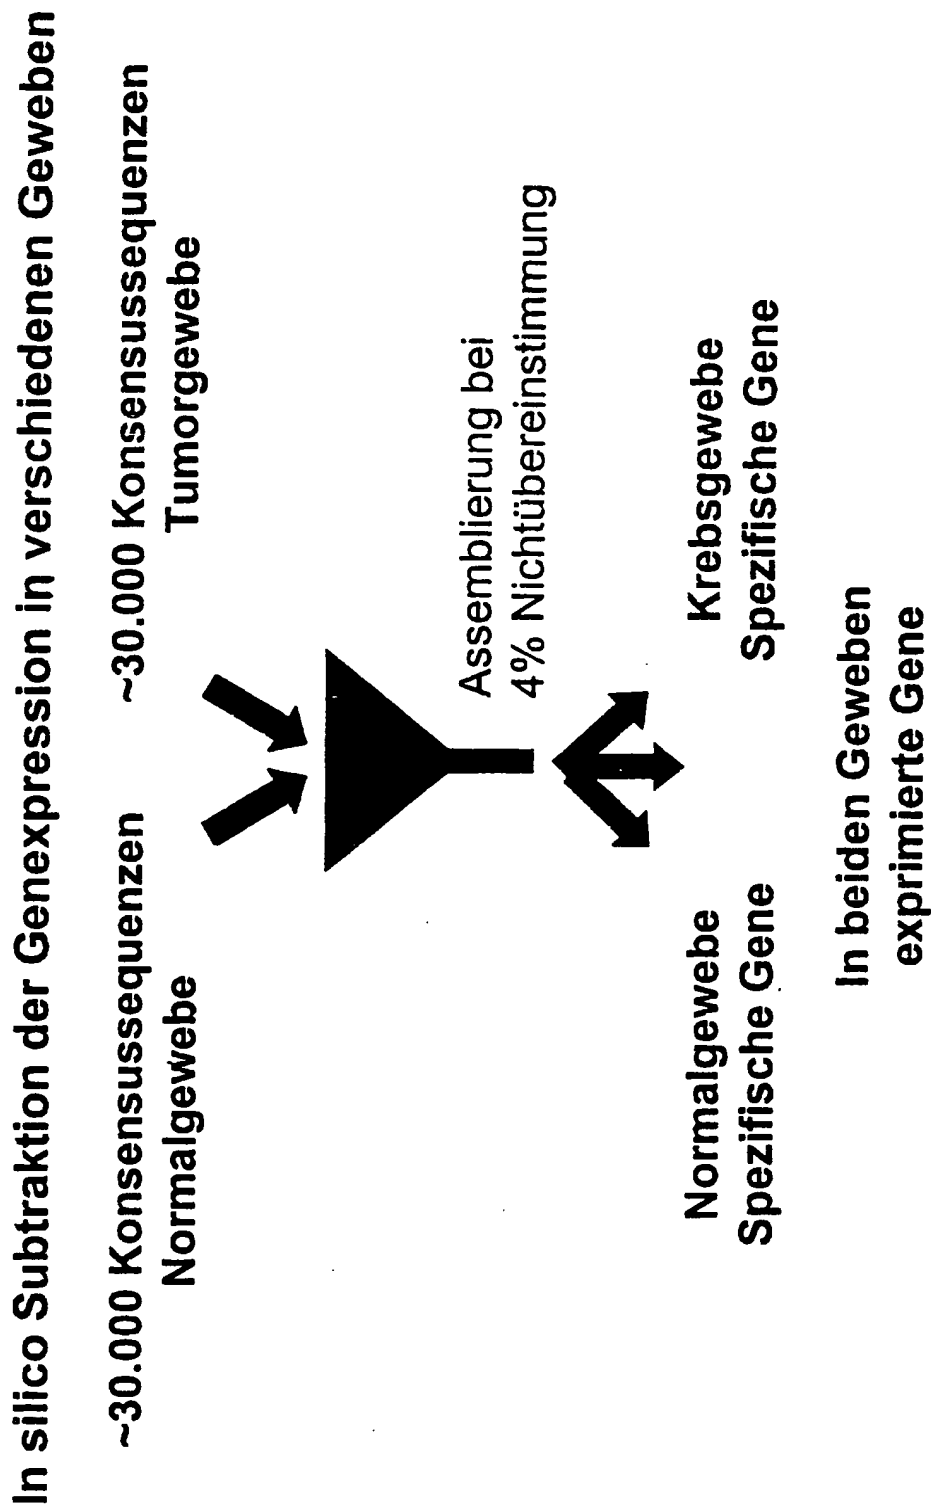 In silico Subtraktion der Genexpression in verschiedenen Geweben
~30.000 Konsensussequenzen
Normalgewebe
~30.000 Konsensussequenzen
Tumorgewebe
Assemblierung bei
4% Nichtübereinstimmung
Normalgewebe
Spezifische Gene
In beiden Geweben
exprimierte Gene
Krebsgewebe
Spezifische Gene